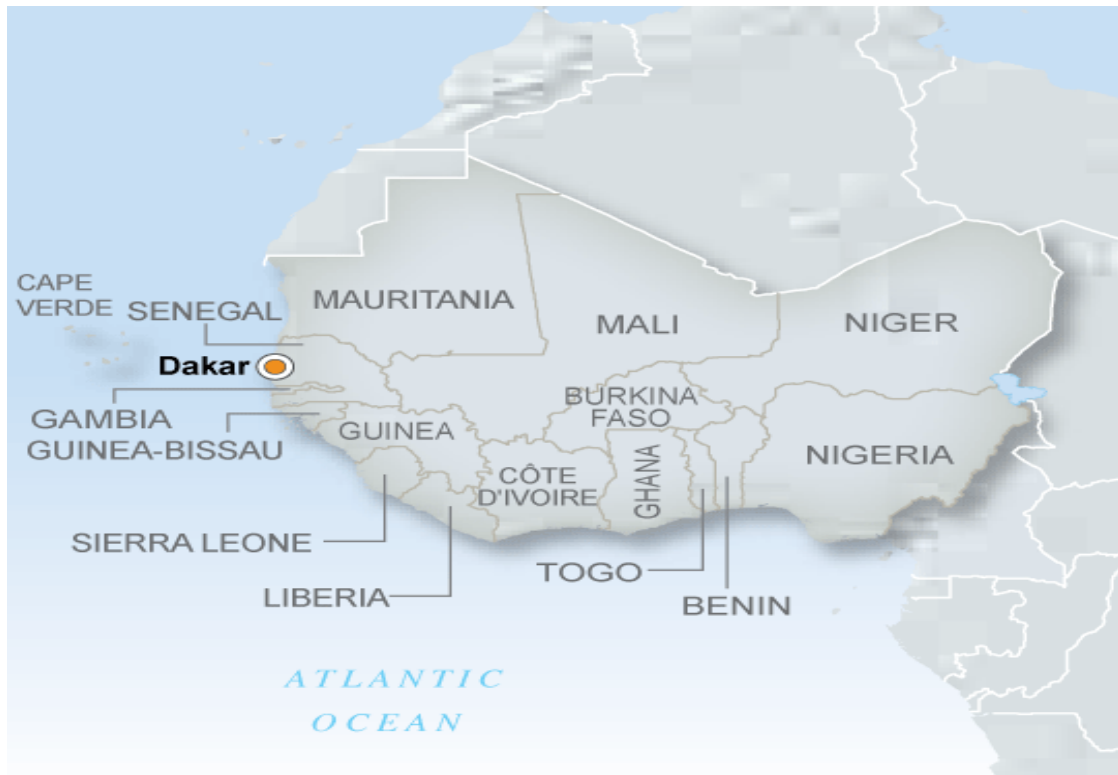 CAPE
VERDE
SENEGAL
MAURITANIA
MALI
NIGER
Dakar
GAMBIA
GUINEA-BISSAU
GUINEA
BURKINA
FASO
CÔTE
D'IVOIRE
GHANA
NIGERIA
SIERRA LEONE
LIBERIA
TOGO
BENIN
ATLANTIC
OCEAN